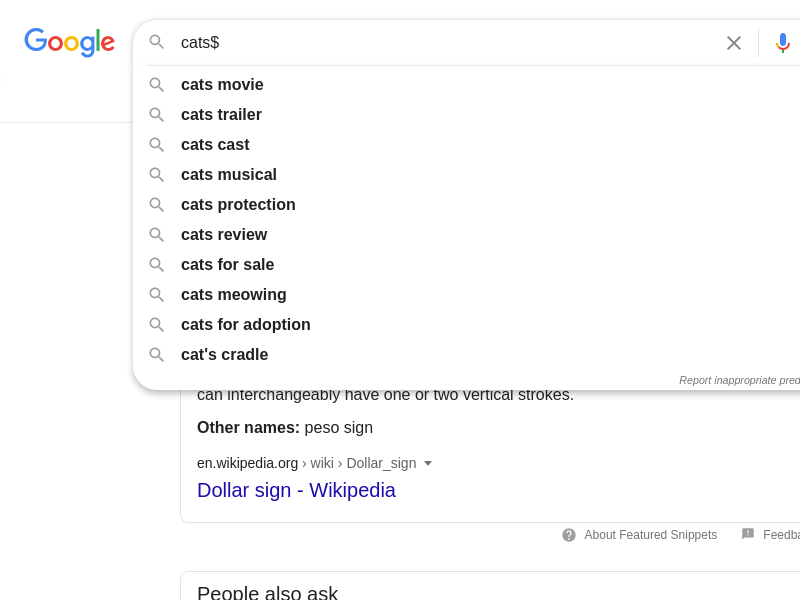 Google
cats$
cats movie
cats trailer
cats cast
cats musical
cats protection
cats review
cats for sale
cats meowing
cats for adoption
cat's cradle
Report inappropriate pred
can interchangeably have one or two vertical strokes.
Other names: peso sign
en.wikipedia.org › wiki › Dollar_sign
Dollar sign - Wikipedia
About Featured Snippets Feedba
People also ask